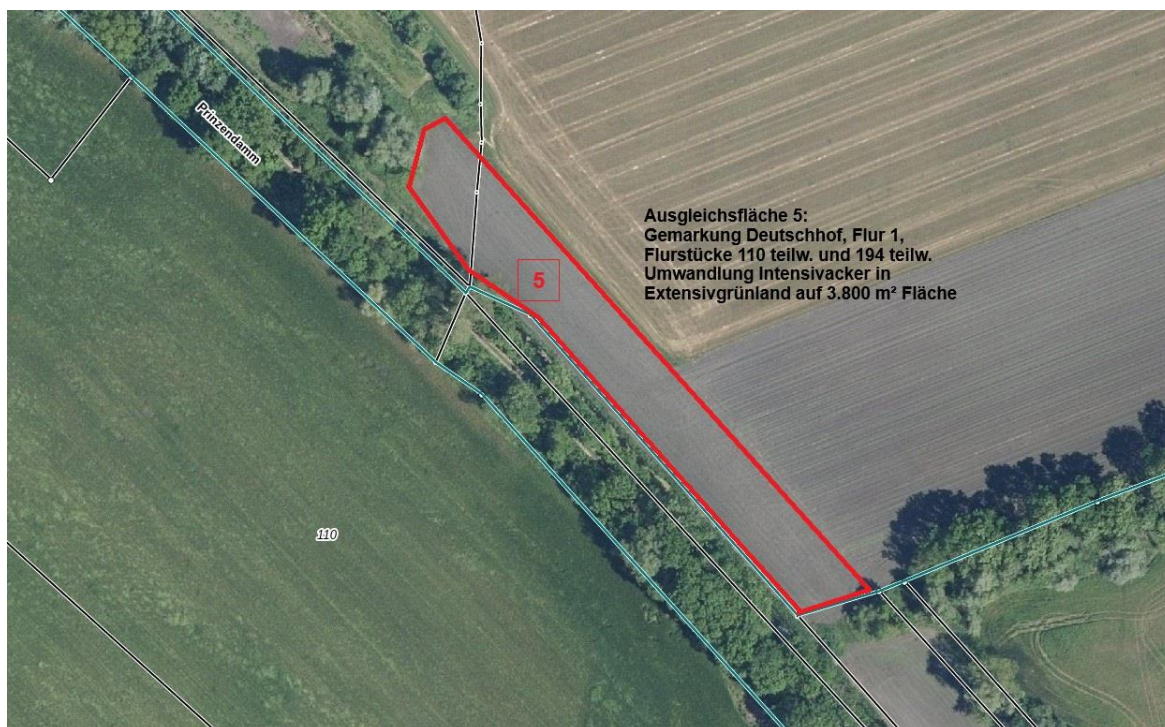 Prinzendamm
Ausgleichsfläche 5:
Gemarkung Deutschhof, Flur 1,
Flurstücke 110 teilw. und 194 teilw.
Umwandlung Intensivacker in
Extensivgrünland auf 3.800 m² Fläche
5
110